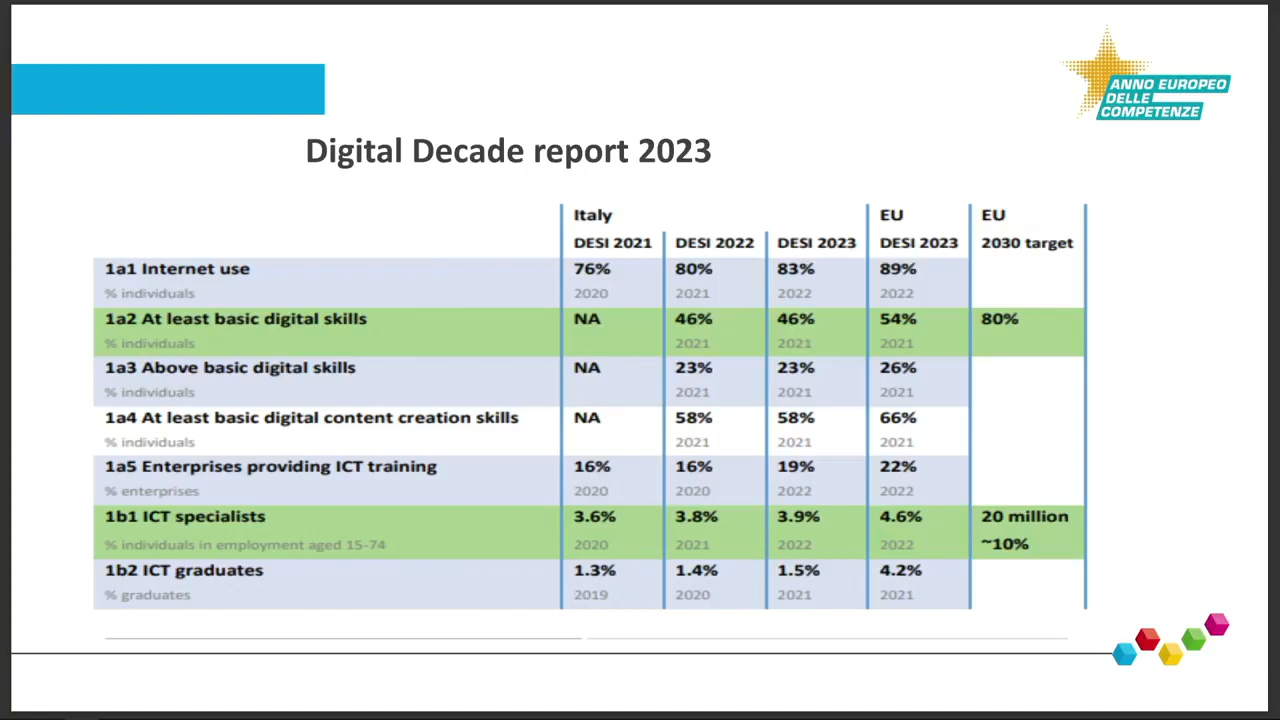 ANNO EUROPEO
DELLE
COMPETENZE
Digital Decade report 2023
Italy EU EU
DESI 2021 DESI 2022 DESI 2023 DESI 2023 2030 target
1a1 Internet use 76% 80% 83% 89%
% individuals 2020 2021 2022 2022
1a2 At least basic digital skills NA 46% 46% 54% 80%
% individuals 2021 2021 2021
1a3 Above basic digital skills NA 23% 23% 26%
% individuals 2021 2021 2021
1a4 At least basic digital content creation skills NA 58% 58% 66%
% individuals 2021 2021 2021
1a5 Enterprises providing ICT training 16% 16% 19% 22%
% enterprises 2020 2020 2022 2022
1b1 ICT specialists 3.6% 3.8% 3.9% 4.6% 20 million
% individuals in employment aged 15-74 2020 2021 2022 2022 ~10%
1b2 ICT graduates 1.3% 1.4% 1.5% 4.2%
% graduates 2019 2020 2021 2021